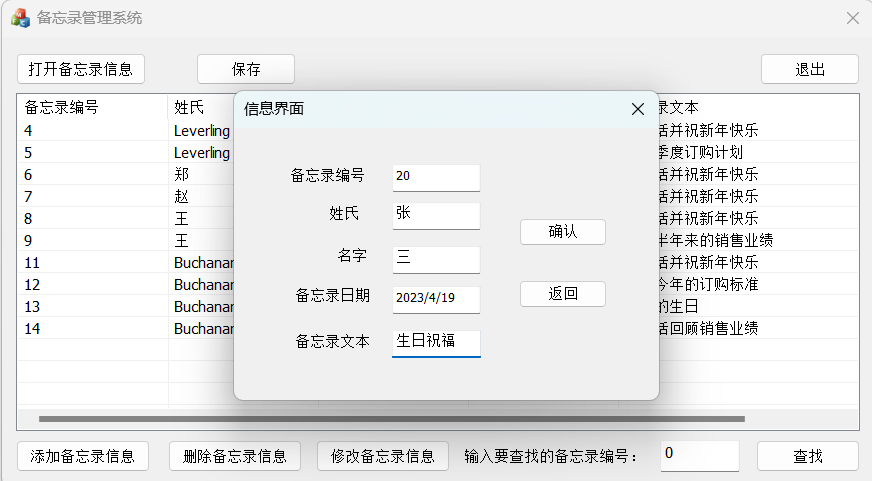 备忘录管理系统
打开备忘录信息 保存 退出
信息界面
备忘录编号 姓氏 录文本
4 Leverling 话并祝新年快乐
5 Leverling 季度订购计划
6 郑 话并祝新年快乐
7 赵 话并祝新年快乐
8 王 话并祝新年快乐
9 王 半年来的销售业绩
11 Buchanan 话并祝新年快乐
12 Buchanan 今年的订购标准
13 Buchanan 的生日
14 Buchanan 话回顾销售业绩
备忘录编号 20
姓氏 张
确认
名字 三
备忘录日期 2023/4/19
返回
备忘录文本 生日祝福
添加备忘录信息 删除备忘录信息 修改备忘录信息 输入要查找的备忘录编号： 0 查找